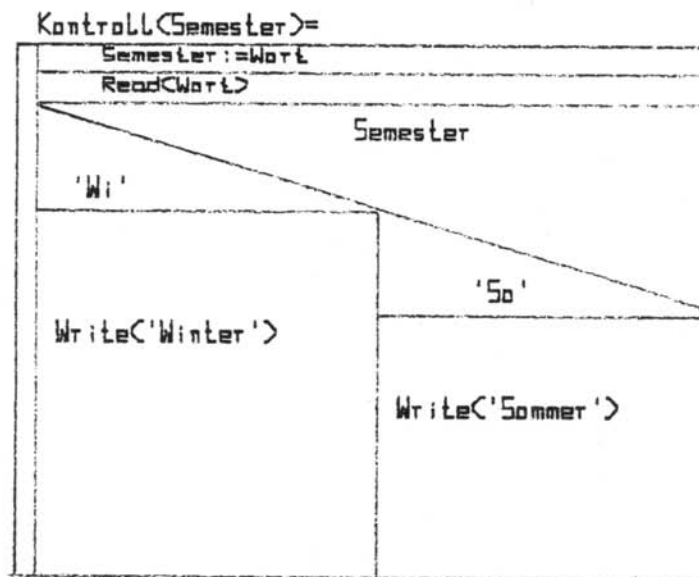 Kontroll(Semester)=
Semester:=Wort
Read(Wort)
Semester
'Wi'
'So'
Write('Winter')
Write('Sommer')